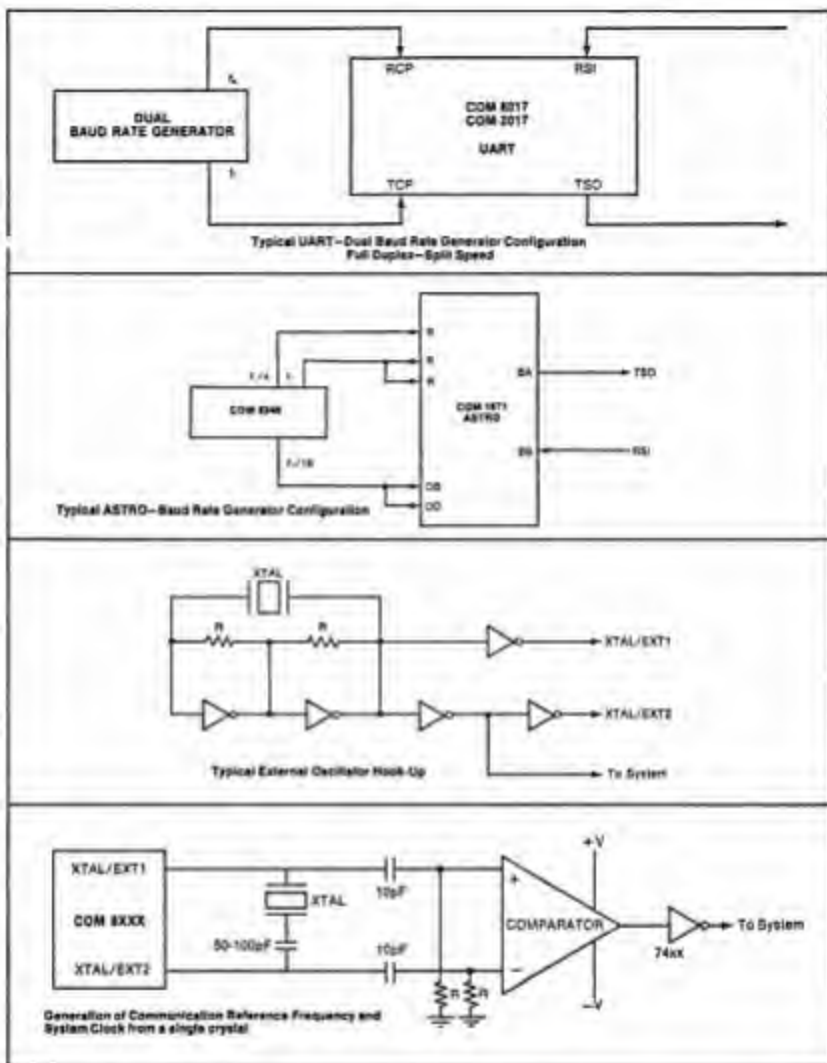 RCP
RSI
DUAL
BAUD RATE GENERATOR
COM 8017
COM 2017
UART
TCP
TSO
Typical UART—Dual Baud Rate Generator Configuration
Full Duplex—Split Speed
R
R
R
COM 1671
ASTRO
BA
TSO
RSI
DB
DD
Typical ASTRO—Baud Rate Generator Configuration
XTAL
R
R
XTAL/EXT1
XTAL/EXT2
Typical External Oscillator Hook-Up
To System
XTAL/EXT1
10pF
+V
+
XTAL
COM 8XXX
COMPARATOR
To System
50-100pF
74XX
XTAL/EXT2
10pF
−
R
R
−V
Generation of Communication Reference Frequency and
System Clock from a single crystal